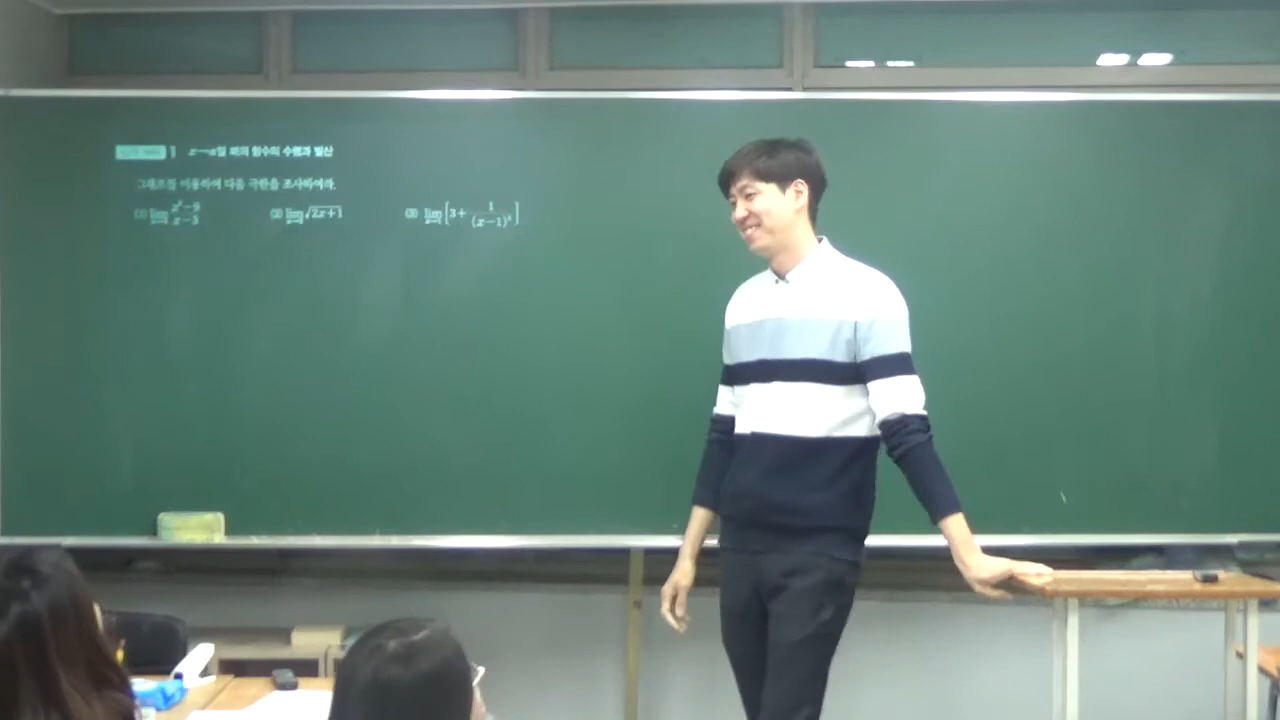 1 x→a일 때의 함수의 수렴과 발산
그래프를 이용하여 다음 극한을 조사하여라.
(1) lim (x²-9)/(x-3) (2) lim √(2x+1) (3) lim [3+ 1/(x-1)²]